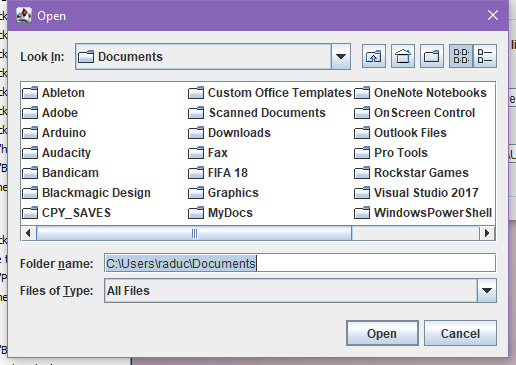 Open
Look In: Documents
Ableton Custom Office Templates OneNote Notebooks
Adobe Scanned Documents OnScreen Control
Arduino Downloads Outlook Files
Audacity Fax Pro Tools
Bandicam FIFA 18 Rockstar Games
Blackmagic Design Graphics Visual Studio 2017
CPY_SAVES MyDocs WindowsPowerShell
Folder name: C:\Users\raduc\Documents
Files of Type: All Files
Open Cancel